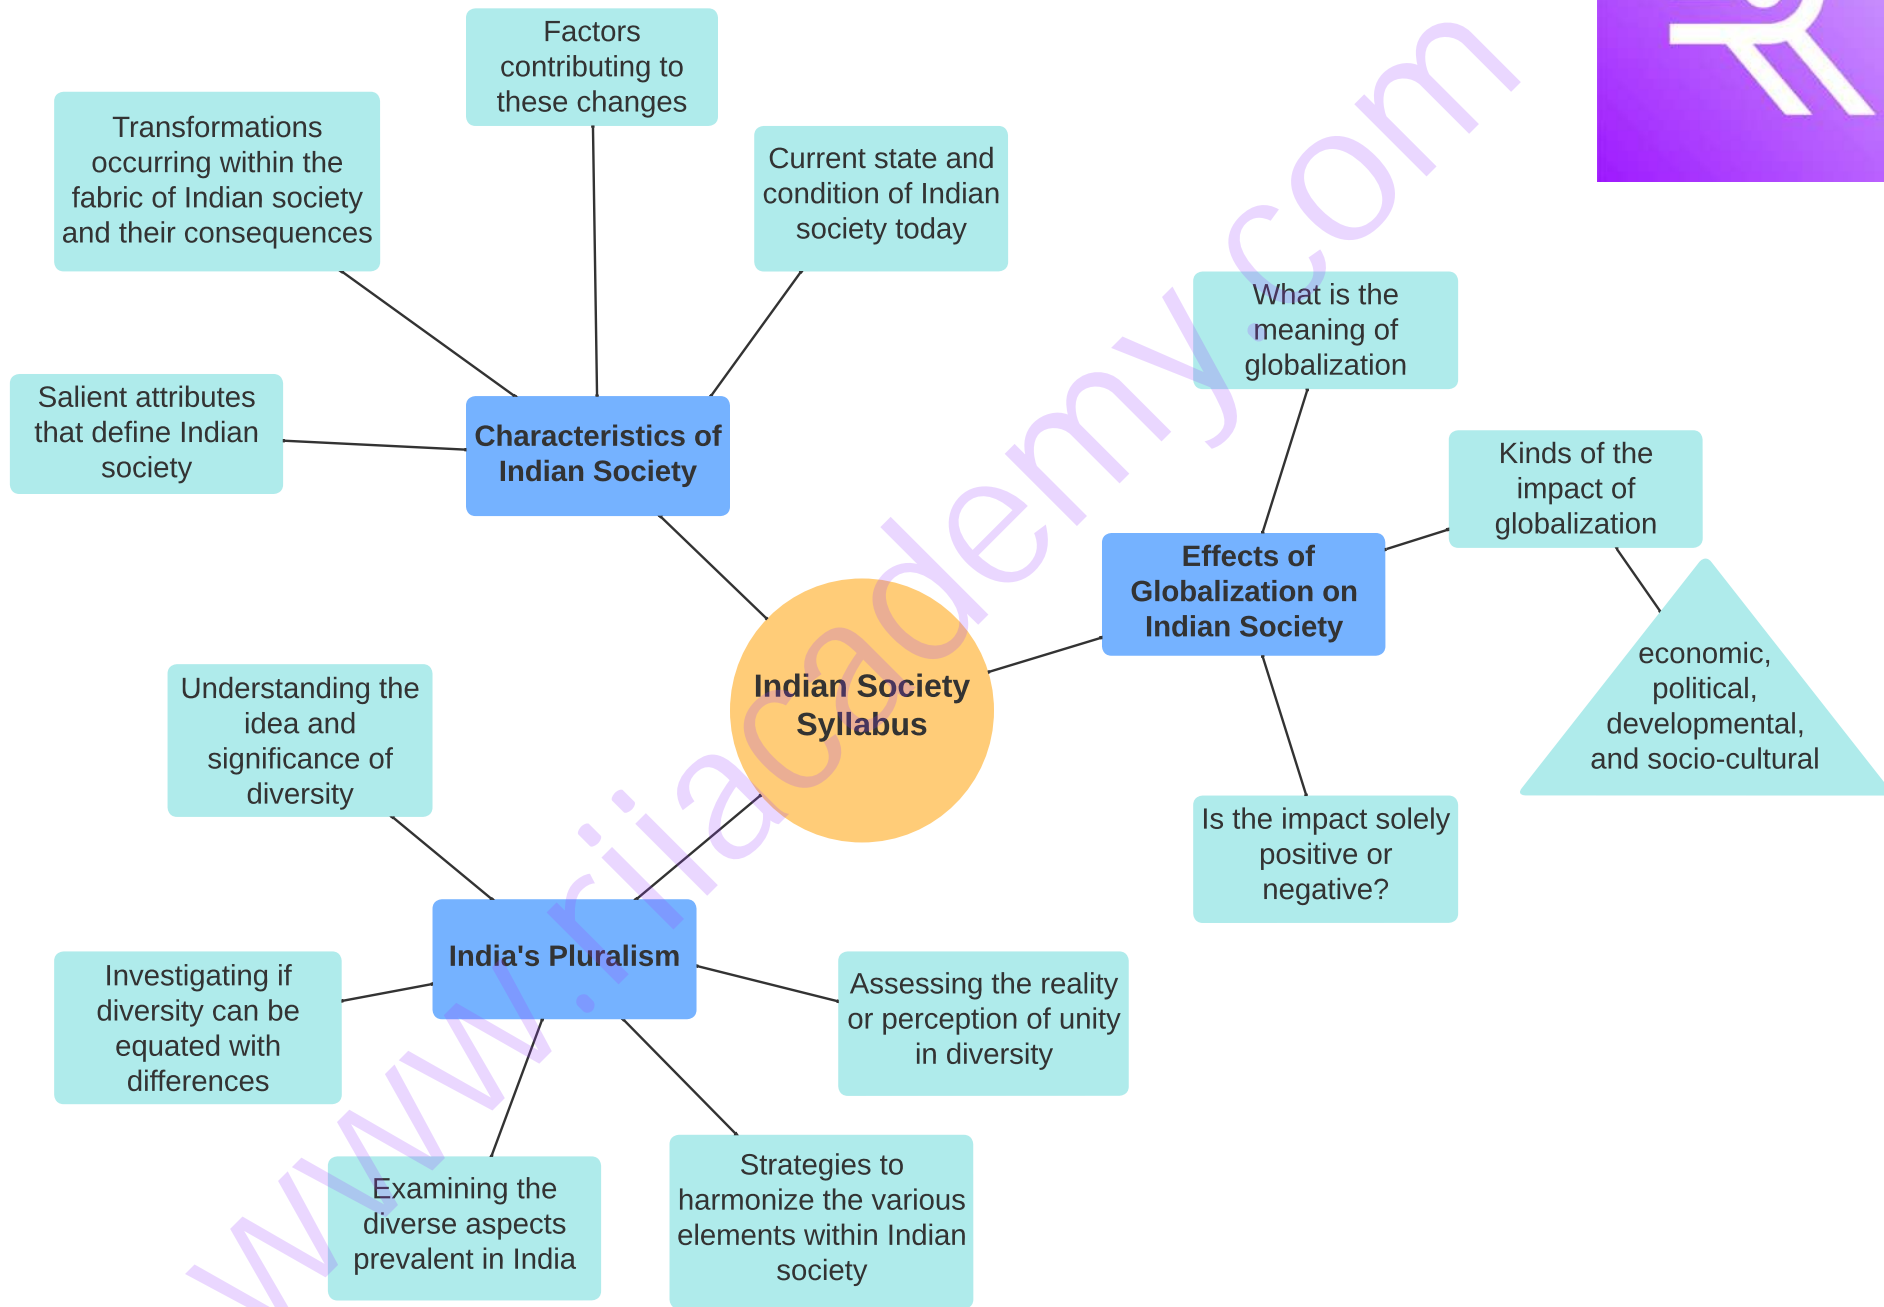 Factors
contributing to
these changes
Transformations
occurring within the
fabric of Indian society
and their consequences
Current state and
condition of Indian
society today
Salient attributes
that define Indian
society
Characteristics of
Indian Society
What is the
meaning of
globalization
Kinds of the
impact of
globalization
Effects of
Globalization on
Indian Society
economic,
political,
developmental,
and socio-cultural
Is the impact solely
positive or
negative?
Indian Society
Syllabus
Understanding the
idea and
significance of
diversity
India's Pluralism
Investigating if
diversity can be
equated with
differences
Assessing the reality
or perception of unity
in diversity
Examining the
diverse aspects
prevalent in India
Strategies to
harmonize the various
elements within Indian
society
www.riiacademy.com